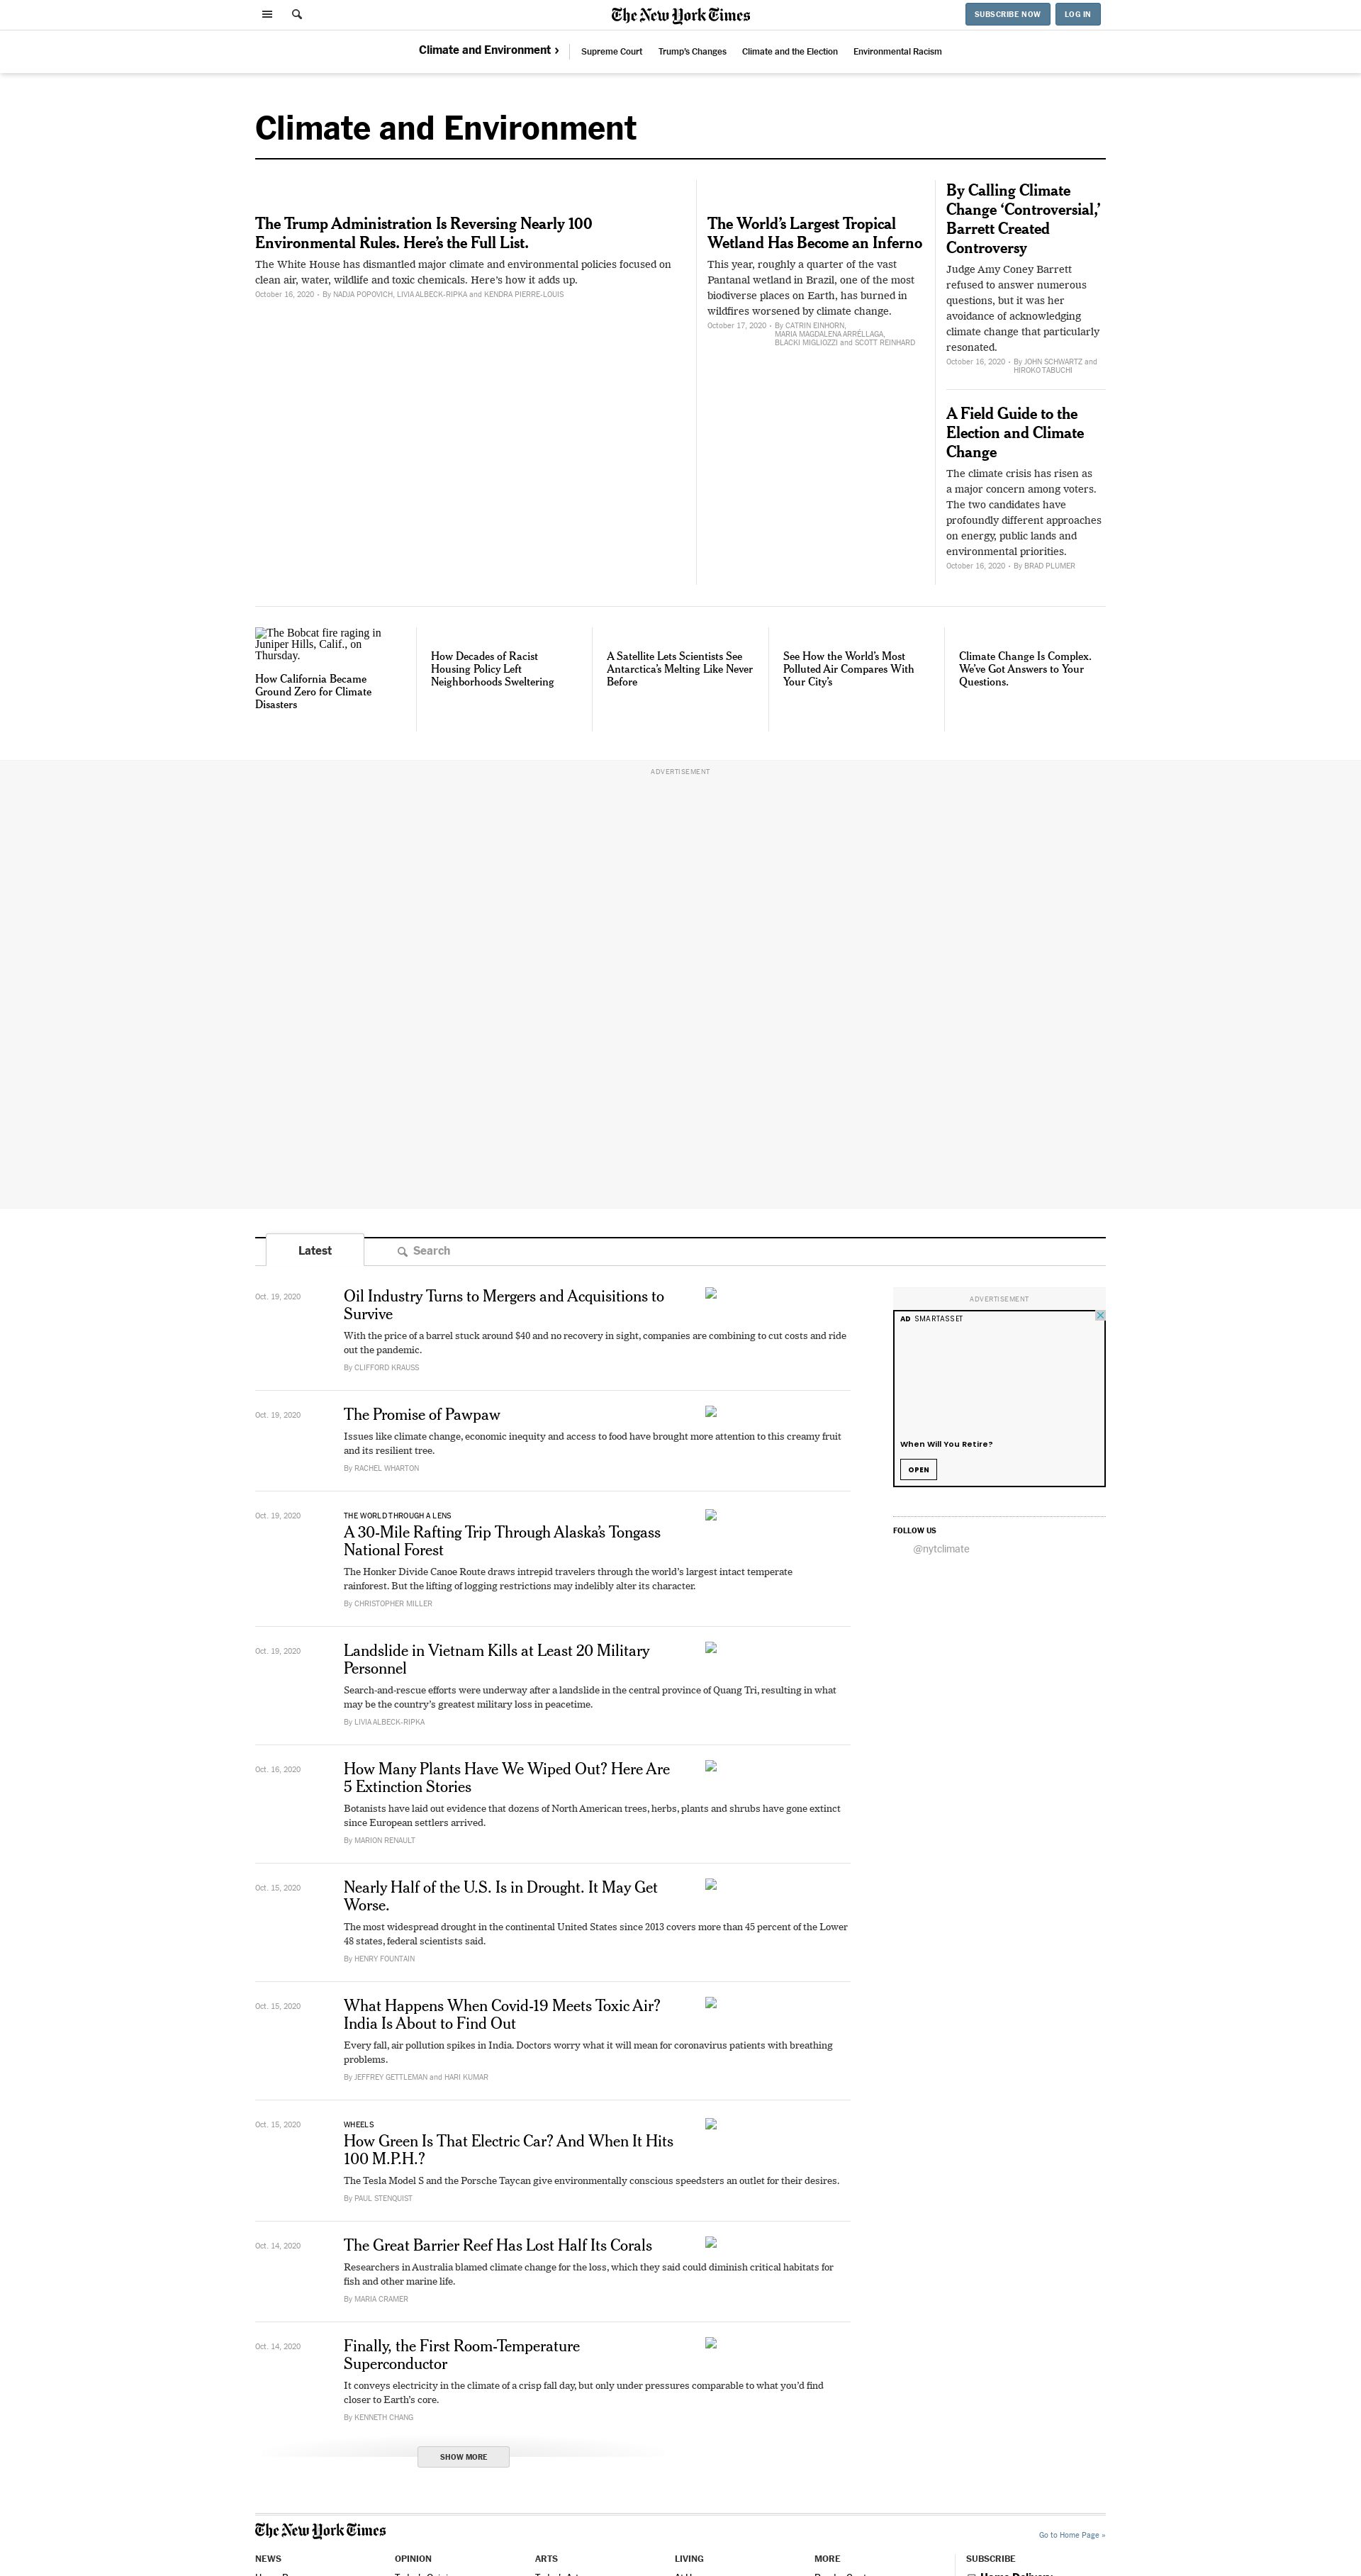 The New York Times
SUBSCRIBE NOW
LOG IN
Climate and Environment ›
Supreme Court
Trump's Changes
Climate and the Election
Environmental Racism
Climate and Environment
The Trump Administration Is Reversing Nearly 100
Environmental Rules. Here's the Full List.
The White House has dismantled major climate and environmental policies focused on
clean air, water, wildlife and toxic chemicals. Here's how it adds up.
October 16, 2020 • By NADJA POPOVICH, LIVIA ALBECK-RIPKA and KENDRA PIERRE-LOUIS
The World's Largest Tropical
Wetland Has Become an Inferno
This year, roughly a quarter of the vast
Pantanal wetland in Brazil, one of the most
biodiverse places on Earth, has burned in
wildfires worsened by climate change.
October 17, 2020 • By CATRIN EINHORN,
MARIA MAGDALENA ARRÉLLAGA,
BLACKI MIGLIOZZI and SCOTT REINHARD
By Calling Climate
Change ‘Controversial,’
Barrett Created
Controversy
Judge Amy Coney Barrett
refused to answer numerous
questions, but it was her
avoidance of acknowledging
climate change that particularly
resonated.
October 16, 2020 • By JOHN SCHWARTZ and
HIROKO TABUCHI
A Field Guide to the
Election and Climate
Change
The climate crisis has risen as
a major concern among voters.
The two candidates have
profoundly different approaches
on energy, public lands and
environmental priorities.
October 16, 2020 • By BRAD PLUMER
The Bobcat fire raging in
Juniper Hills, Calif., on
Thursday.
How California Became
Ground Zero for Climate
Disasters
How Decades of Racist
Housing Policy Left
Neighborhoods Sweltering
A Satellite Lets Scientists See
Antarctica's Melting Like Never
Before
See How the World's Most
Polluted Air Compares With
Your City's
Climate Change Is Complex.
We've Got Answers to Your
Questions.
ADVERTISEMENT
Latest
Search
Oct. 19, 2020
Oil Industry Turns to Mergers and Acquisitions to
Survive
With the price of a barrel stuck around $40 and no recovery in sight, companies are combining to cut costs and ride
out the pandemic.
By CLIFFORD KRAUSS
Oct. 19, 2020
The Promise of Pawpaw
Issues like climate change, economic inequity and access to food have brought more attention to this creamy fruit
and its resilient tree.
By RACHEL WHARTON
Oct. 19, 2020
THE WORLD THROUGH A LENS
A 30-Mile Rafting Trip Through Alaska's Tongass
National Forest
The Honker Divide Canoe Route draws intrepid travelers through the world's largest intact temperate
rainforest. But the lifting of logging restrictions may indelibly alter its character.
By CHRISTOPHER MILLER
Oct. 19, 2020
Landslide in Vietnam Kills at Least 20 Military
Personnel
Search-and-rescue efforts were underway after a landslide in the central province of Quang Tri, resulting in what
may be the country's greatest military loss in peacetime.
By LIVIA ALBECK-RIPKA
Oct. 16, 2020
How Many Plants Have We Wiped Out? Here Are
5 Extinction Stories
Botanists have laid out evidence that dozens of North American trees, herbs, plants and shrubs have gone extinct
since European settlers arrived.
By MARION RENAULT
Oct. 15, 2020
Nearly Half of the U.S. Is in Drought. It May Get
Worse.
The most widespread drought in the continental United States since 2013 covers more than 45 percent of the Lower
48 states, federal scientists said.
By HENRY FOUNTAIN
Oct. 15, 2020
What Happens When Covid-19 Meets Toxic Air?
India Is About to Find Out
Every fall, air pollution spikes in India. Doctors worry what it will mean for coronavirus patients with breathing
problems.
By JEFFREY GETTLEMAN and HARI KUMAR
Oct. 15, 2020
WHEELS
How Green Is That Electric Car? And When It Hits
100 M.P.H.?
The Tesla Model S and the Porsche Taycan give environmentally conscious speedsters an outlet for their desires.
By PAUL STENQUIST
Oct. 14, 2020
The Great Barrier Reef Has Lost Half Its Corals
Researchers in Australia blamed climate change for the loss, which they said could diminish critical habitats for
fish and other marine life.
By MARIA CRAMER
Oct. 14, 2020
Finally, the First Room-Temperature
Superconductor
It conveys electricity in the climate of a crisp fall day, but only under pressures comparable to what you'd find
closer to Earth's core.
By KENNETH CHANG
SHOW MORE
ADVERTISEMENT
AD SMARTASSET
When Will You Retire?
OPEN
FOLLOW US
@nytclimate
The New York Times
Go to Home Page »
NEWS
OPINION
ARTS
LIVING
MORE
SUBSCRIBE
Home Delivery